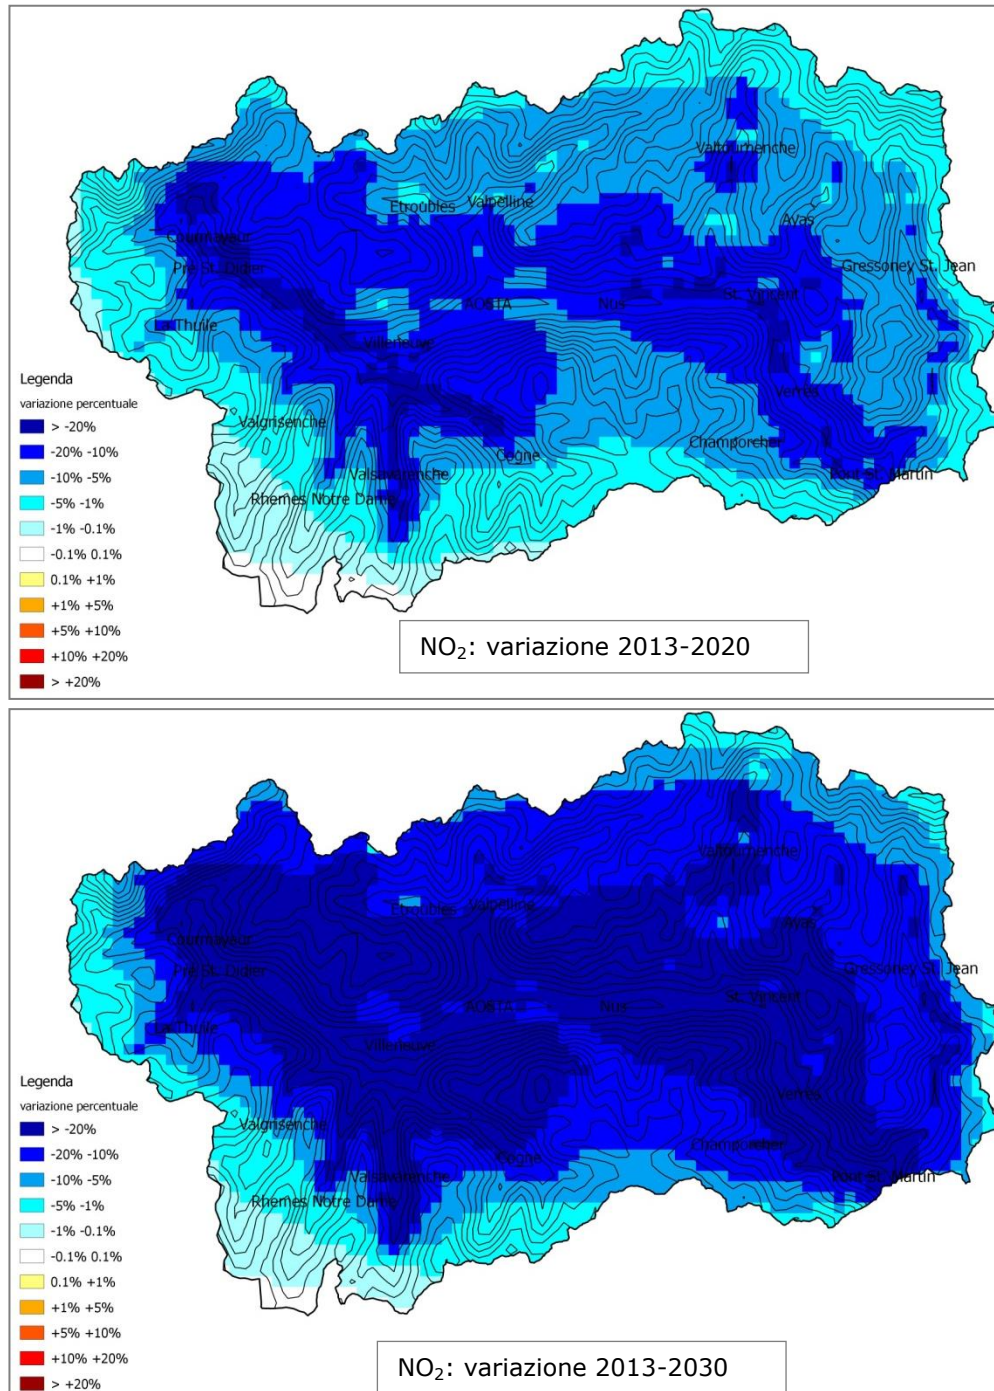 Valtournenche
Etroubles
Valpelline
Ayas
Courmayeur
Pré St. Didier
Gressoney St. Jean
AOSTA
Nus
St. Vincent
La Thuile
Villeneuve
Legenda
variazione percentuale
Verrès
> -20%
Valgrisenche
-20% -10%
Champorcher
Cogne
-10% -5%
Valsavarenche
Pont St. Martin
-5% -1%
Rhemes Notre Dame
-1% -0.1%
-0.1% 0.1%
0.1% +1%
+1% +5%
+5% +10%
NO₂: variazione 2013-2020
+10% +20%
> +20%
Valtournenche
Etroubles
Valpelline
Ayas
Courmayeur
Pré St. Didier
Gressoney St. Jean
AOSTA
Nus
St. Vincent
La Thuile
Villeneuve
Legenda
variazione percentuale
Verrès
> -20%
Valgrisenche
-20% -10%
Champorcher
Cogne
-10% -5%
Valsavarenche
Pont St. Martin
-5% -1%
Rhemes Notre Dame
-1% -0.1%
-0.1% 0.1%
0.1% +1%
+1% +5%
+5% +10%
+10% +20%
NO₂: variazione 2013-2030
> +20%